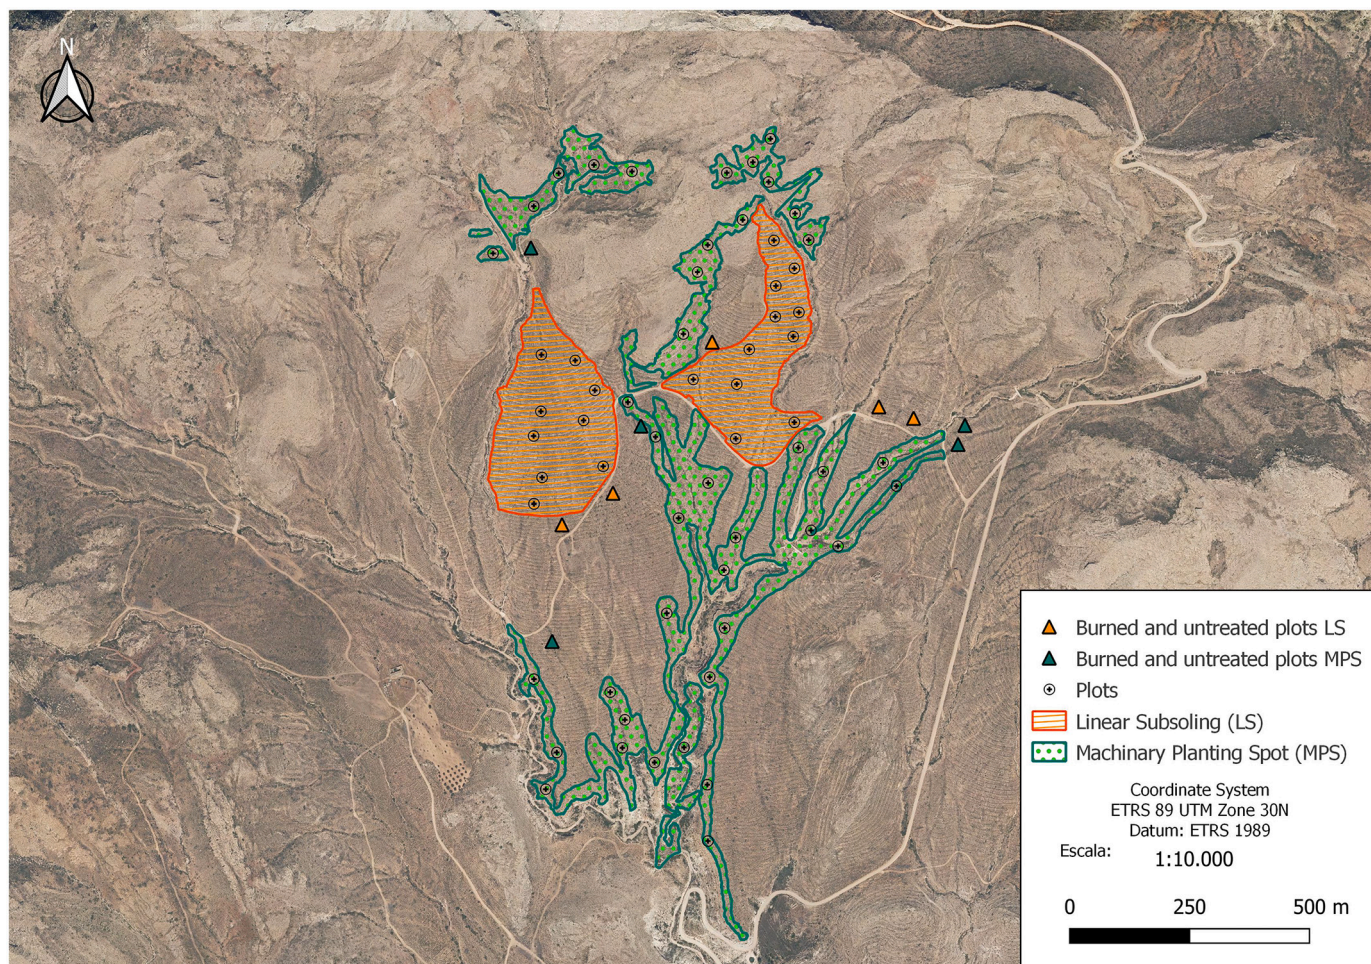 N
Burned and untreated plots LS
Burned and untreated plots MPS
Plots
Linear Subsoling (LS)
Machinary Planting Spot (MPS)
Coordinate System
ETRS 89 UTM Zone 30N
Datum: ETRS 1989
Escala: 1:10.000
0 250 500 m